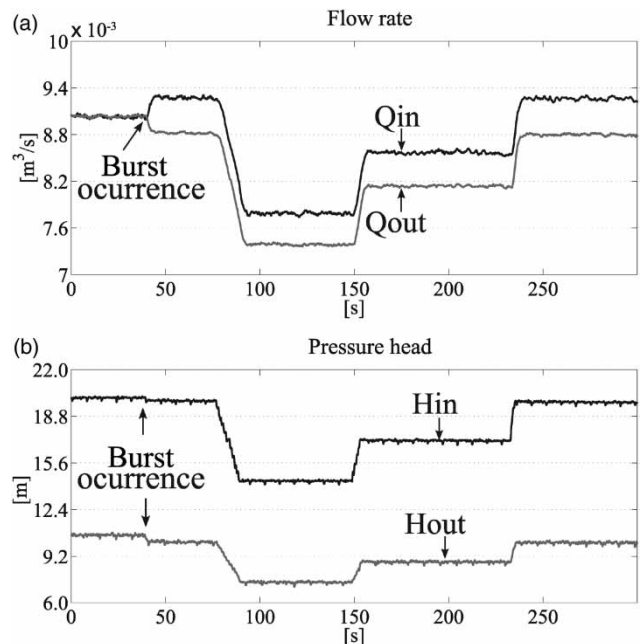 (a)
Flow rate
x 10⁻³
10
9.4
8.8
8.2
7.6
7
[m³/s]
Burst
ocurrence
Qin
Qout
0
50
100
150
200
250
[s]
(b)
Pressure head
22.0
18.8
15.6
12.4
9.2
6.0
[m]
Burst
ocurrence
Hin
Hout
0
50
100
150
200
250
[s]